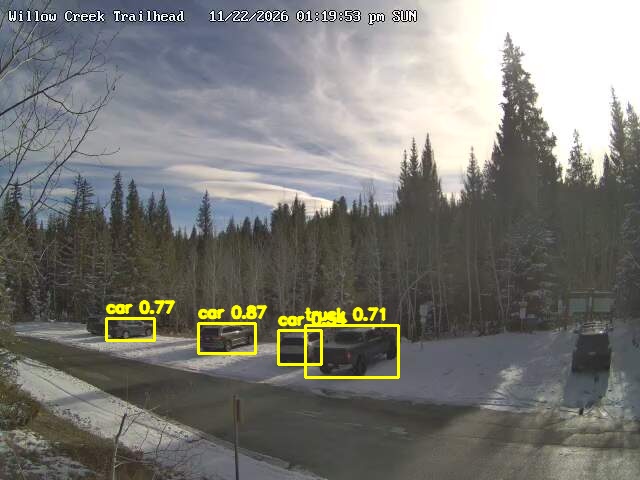 Willow Creek Trailhead 11/22/2026 01:19:53 pm SUN
car 0.77
car 0.87
car
truck 0.71